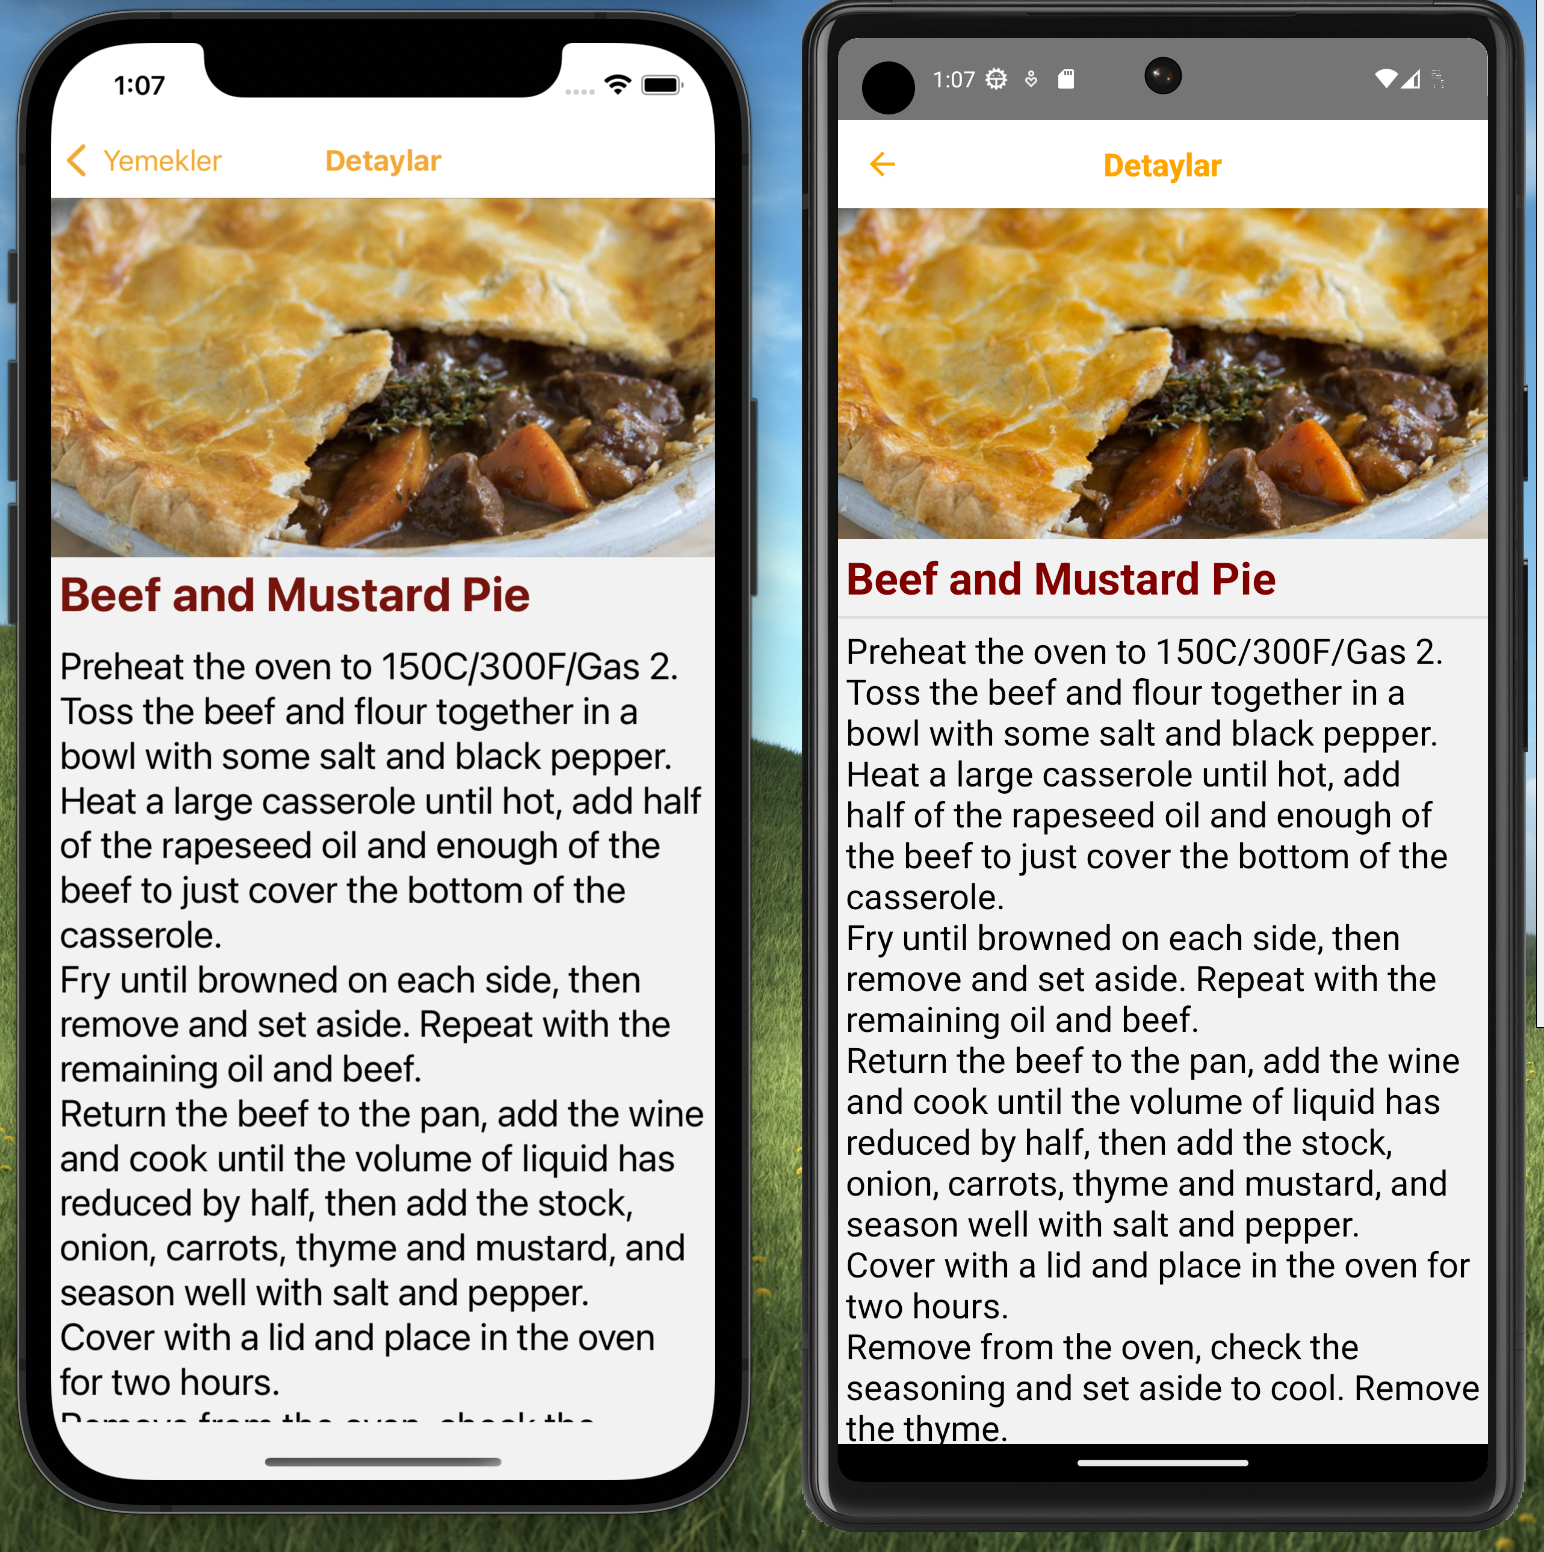 1:07
Yemekler
Detaylar
Beef and Mustard Pie
Preheat the oven to 150C/300F/Gas 2.
Toss the beef and flour together in a
bowl with some salt and black pepper.
Heat a large casserole until hot, add half
of the rapeseed oil and enough of the
beef to just cover the bottom of the
casserole.
Fry until browned on each side, then
remove and set aside. Repeat with the
remaining oil and beef.
Return the beef to the pan, add the wine
and cook until the volume of liquid has
reduced by half, then add the stock,
onion, carrots, thyme and mustard, and
season well with salt and pepper.
Cover with a lid and place in the oven
for two hours.
Remove from the oven, check the
1:07
Detaylar
Beef and Mustard Pie
Preheat the oven to 150C/300F/Gas 2.
Toss the beef and flour together in a
bowl with some salt and black pepper.
Heat a large casserole until hot, add
half of the rapeseed oil and enough of
the beef to just cover the bottom of the
casserole.
Fry until browned on each side, then
remove and set aside. Repeat with the
remaining oil and beef.
Return the beef to the pan, add the wine
and cook until the volume of liquid has
reduced by half, then add the stock,
onion, carrots, thyme and mustard, and
season well with salt and pepper.
Cover with a lid and place in the oven for
two hours.
Remove from the oven, check the
seasoning and set aside to cool. Remove
the thyme.